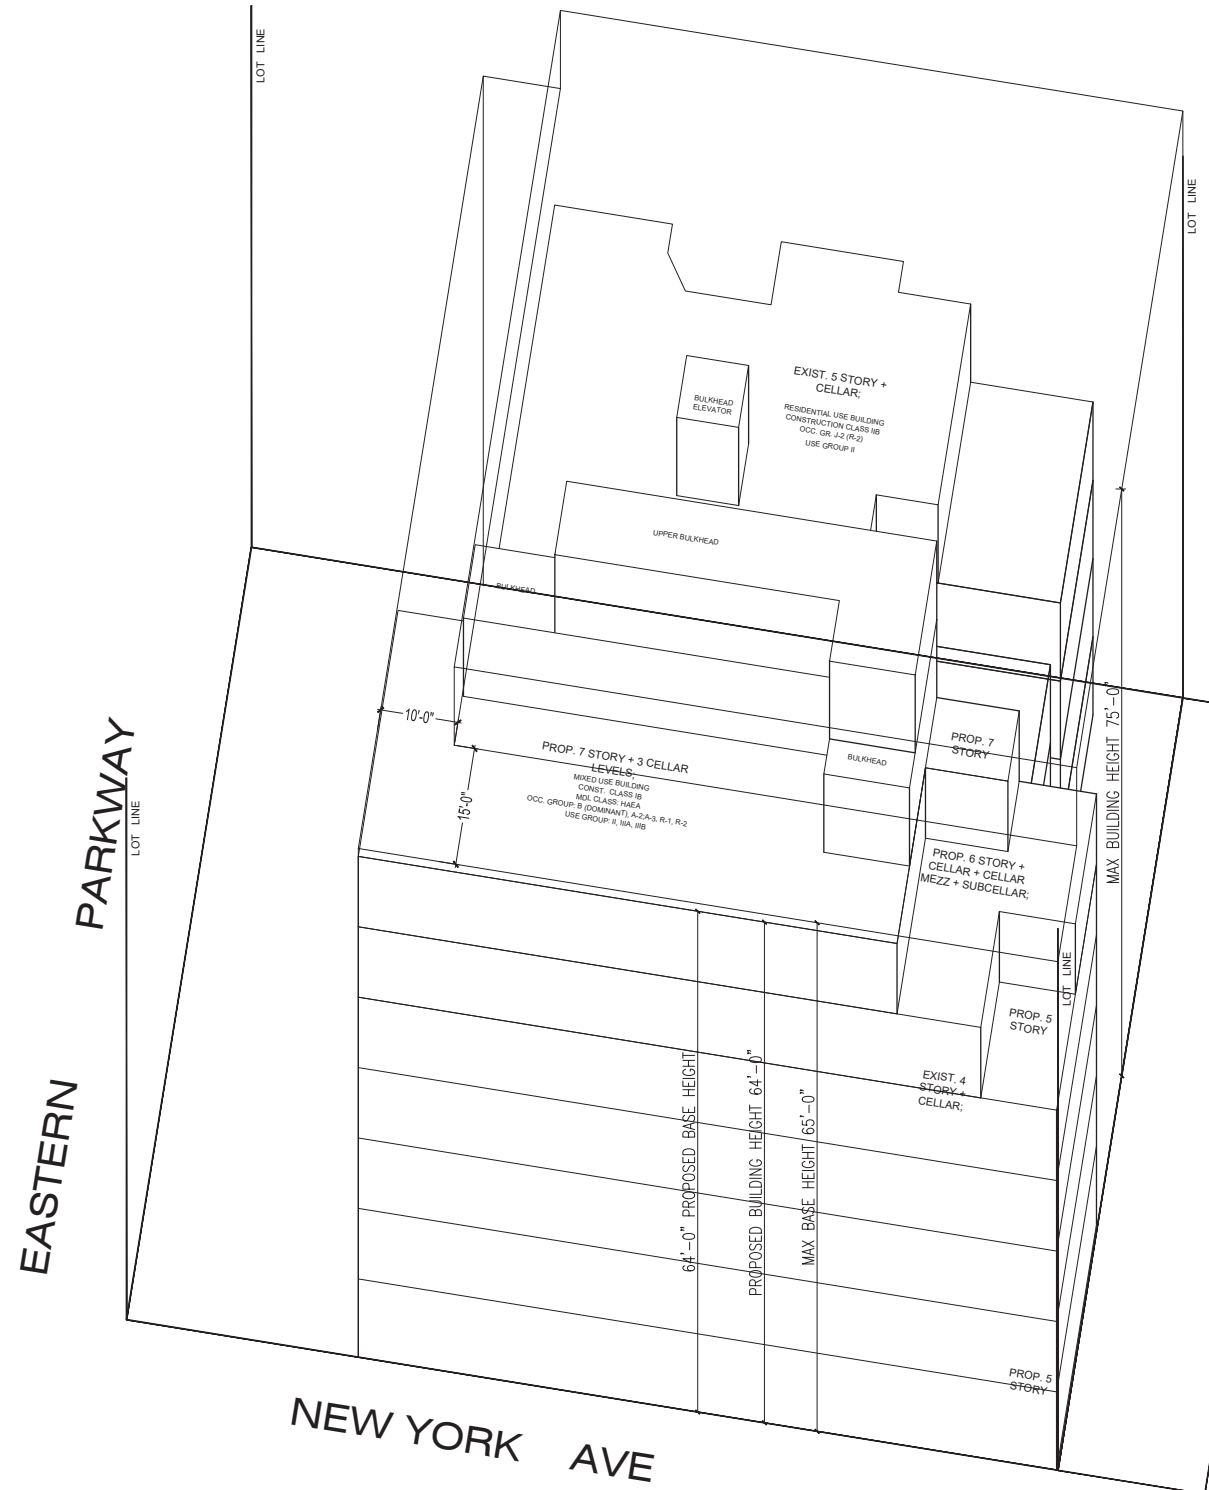 LOT LINE
LOT LINE
EXIST. 5 STORY +
CELLAR;
RESIDENTIAL USE BUILDING
CONSTRUCTION CLASS IIB
OCC. GR. J-2 (R-2)
USE GROUP II
BULKHEAD
ELEVATOR
UPPER BULKHEAD
BULKHEAD
10'-0"
15'-0"
PROP. 7 STORY + 3 CELLAR
LEVELS;
MIXED USE BUILDING
CONST. CLASS IB
MDL CLASS: HAEA
OCC. GROUP: B (DOMINANT), A-2;A-3. R-1, R-2
USE GROUP: II, IIIA, IIIB
BULKHEAD
PROP. 7
STORY
MAX BUILDING HEIGHT 75'-0"
PARKWAY
LOT LINE
PROP. 6 STORY +
CELLAR + CELLAR
MEZZ + SUBCELLAR;
LOT LINE
PROP. 5
STORY
EXIST. 4
STORY +
CELLAR;
64'-0" PROPOSED BASE HEIGHT
PROPOSED BUILDING HEIGHT 64'-0"
MAX BASE HEIGHT 65'-0"
EASTERN
PROP. 5
STORY
NEW YORK AVE